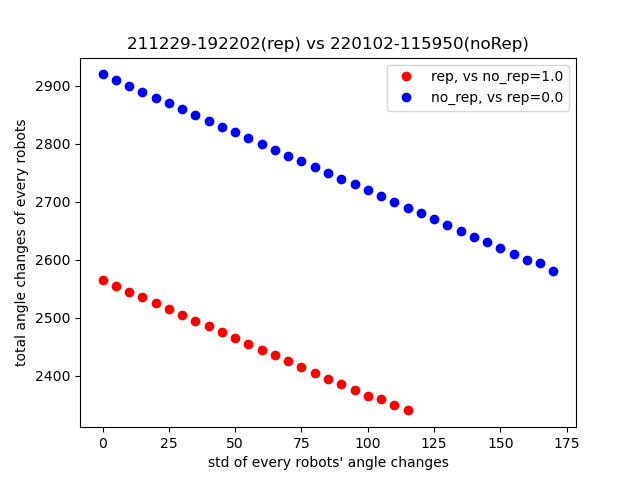 211229-192202(rep) vs 220102-115950(noRep)
rep, vs no_rep=1.0
no_rep, vs rep=0.0
total angle changes of every robots
2900
2800
2700
2600
2500
2400
0 25 50 75 100 125 150 175
std of every robots' angle changes